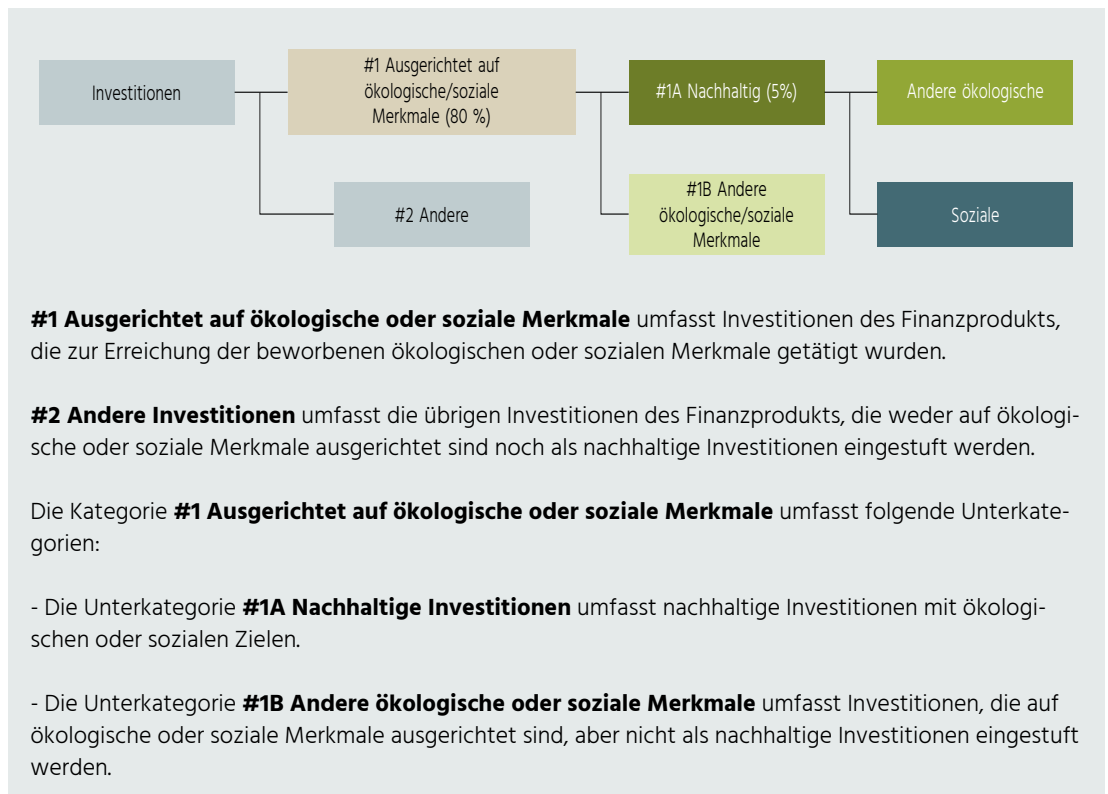 Investitionen
#1 Ausgerichtet auf
ökologische/soziale
Merkmale (80 %)
#1A Nachhaltig (5%)
Andere ökologische
#2 Andere
#1B Andere
ökologische/soziale
Merkmale
Soziale
#1 Ausgerichtet auf ökologische oder soziale Merkmale umfasst Investitionen des Finanzprodukts,
die zur Erreichung der beworbenen ökologischen oder sozialen Merkmale getätigt wurden.
#2 Andere Investitionen umfasst die übrigen Investitionen des Finanzprodukts, die weder auf ökologi-
sche oder soziale Merkmale ausgerichtet sind noch als nachhaltige Investitionen eingestuft werden.
Die Kategorie #1 Ausgerichtet auf ökologische oder soziale Merkmale umfasst folgende Unterkate-
gorien:
- Die Unterkategorie #1A Nachhaltige Investitionen umfasst nachhaltige Investitionen mit ökologi-
schen oder sozialen Zielen.
- Die Unterkategorie #1B Andere ökologische oder soziale Merkmale umfasst Investitionen, die auf
ökologische oder soziale Merkmale ausgerichtet sind, aber nicht als nachhaltige Investitionen eingestuft
werden.